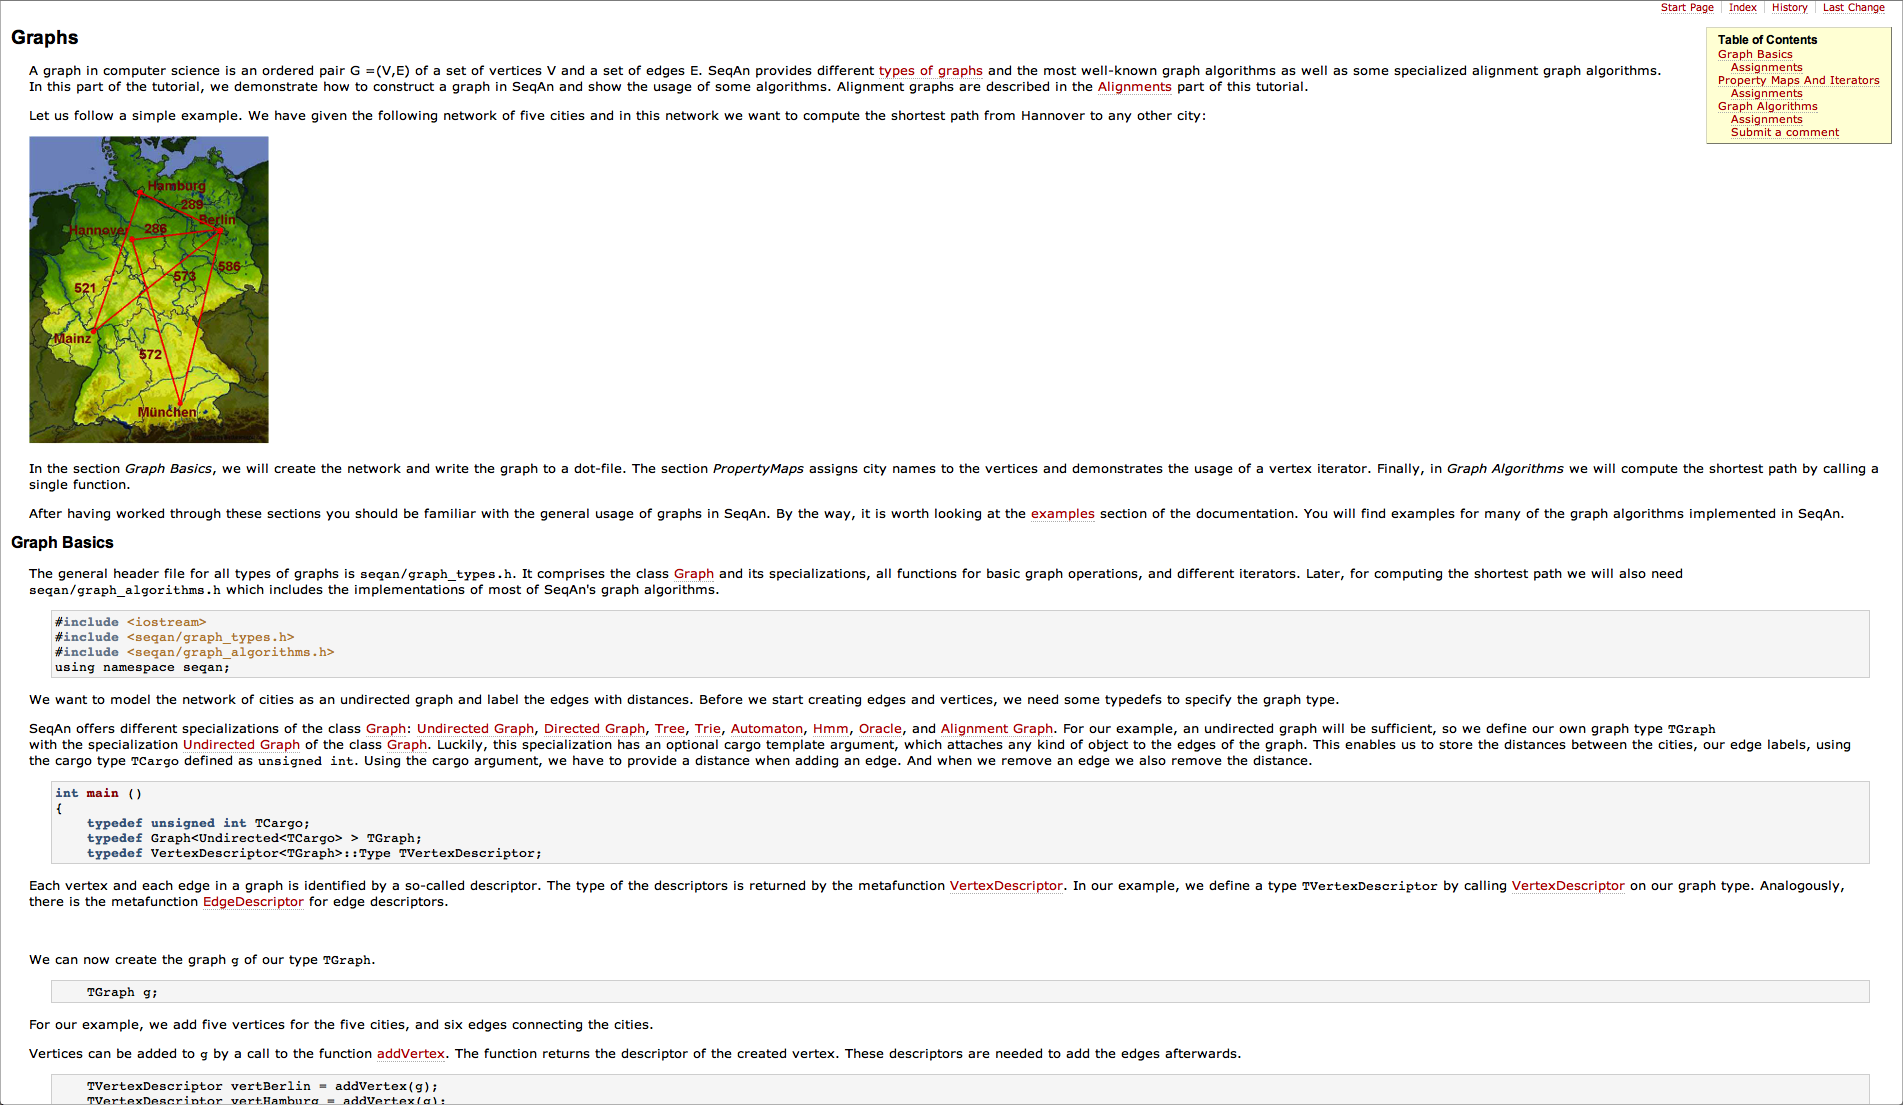 Start Page Index History Last Change
Graphs
Table of Contents
Graph Basics
Assignments
Property Maps And Iterators
Assignments
Graph Algorithms
Assignments
Submit a comment
A graph in computer science is an ordered pair G =(V,E) of a set of vertices V and a set of edges E. SeqAn provides different types of graphs and the most well-known graph algorithms as well as some specialized alignment graph algorithms.
In this part of the tutorial, we demonstrate how to construct a graph in SeqAn and show the usage of some algorithms. Alignment graphs are described in the Alignments part of this tutorial.
Let us follow a simple example. We have given the following network of five cities and in this network we want to compute the shortest path from Hannover to any other city:
Hamburg
289
Berlin
Hannover 286
586
573
521
Mainz
572
München
In the section Graph Basics, we will create the network and write the graph to a dot-file. The section PropertyMaps assigns city names to the vertices and demonstrates the usage of a vertex iterator. Finally, in Graph Algorithms we will compute the shortest path by calling a
single function.
After having worked through these sections you should be familiar with the general usage of graphs in SeqAn. By the way, it is worth looking at the examples section of the documentation. You will find examples for many of the graph algorithms implemented in SeqAn.
Graph Basics
The general header file for all types of graphs is seqan/graph_types.h. It comprises the class Graph and its specializations, all functions for basic graph operations, and different iterators. Later, for computing the shortest path we will also need
seqan/graph_algorithms.h which includes the implementations of most of SeqAn's graph algorithms.
#include <iostream>
#include <seqan/graph_types.h>
#include <seqan/graph_algorithms.h>
using namespace seqan;
We want to model the network of cities as an undirected graph and label the edges with distances. Before we start creating edges and vertices, we need some typedefs to specify the graph type.
SeqAn offers different specializations of the class Graph: Undirected Graph, Directed Graph, Tree, Trie, Automaton, Hmm, Oracle, and Alignment Graph. For our example, an undirected graph will be sufficient, so we define our own graph type TGraph
with the specialization Undirected Graph of the class Graph. Luckily, this specialization has an optional cargo template argument, which attaches any kind of object to the edges of the graph. This enables us to store the distances between the cities, our edge labels, using
the cargo type TCargo defined as unsigned int. Using the cargo argument, we have to provide a distance when adding an edge. And when we remove an edge we also remove the distance.
int main ()
{
typedef unsigned int TCargo;
typedef Graph<Undirected<TCargo> > TGraph;
typedef VertexDescriptor<TGraph>::Type TVertexDescriptor;
Each vertex and each edge in a graph is identified by a so-called descriptor. The type of the descriptors is returned by the metafunction VertexDescriptor. In our example, we define a type TVertexDescriptor by calling VertexDescriptor on our graph type. Analogously,
there is the metafunction EdgeDescriptor for edge descriptors.
We can now create the graph g of our type TGraph.
TGraph g;
For our example, we add five vertices for the five cities, and six edges connecting the cities.
Vertices can be added to g by a call to the function addVertex. The function returns the descriptor of the created vertex. These descriptors are needed to add the edges afterwards.
TVertexDescriptor vertBerlin = addVertex(g);
TVertexDescriptor vertHamburg = addVertex(g);